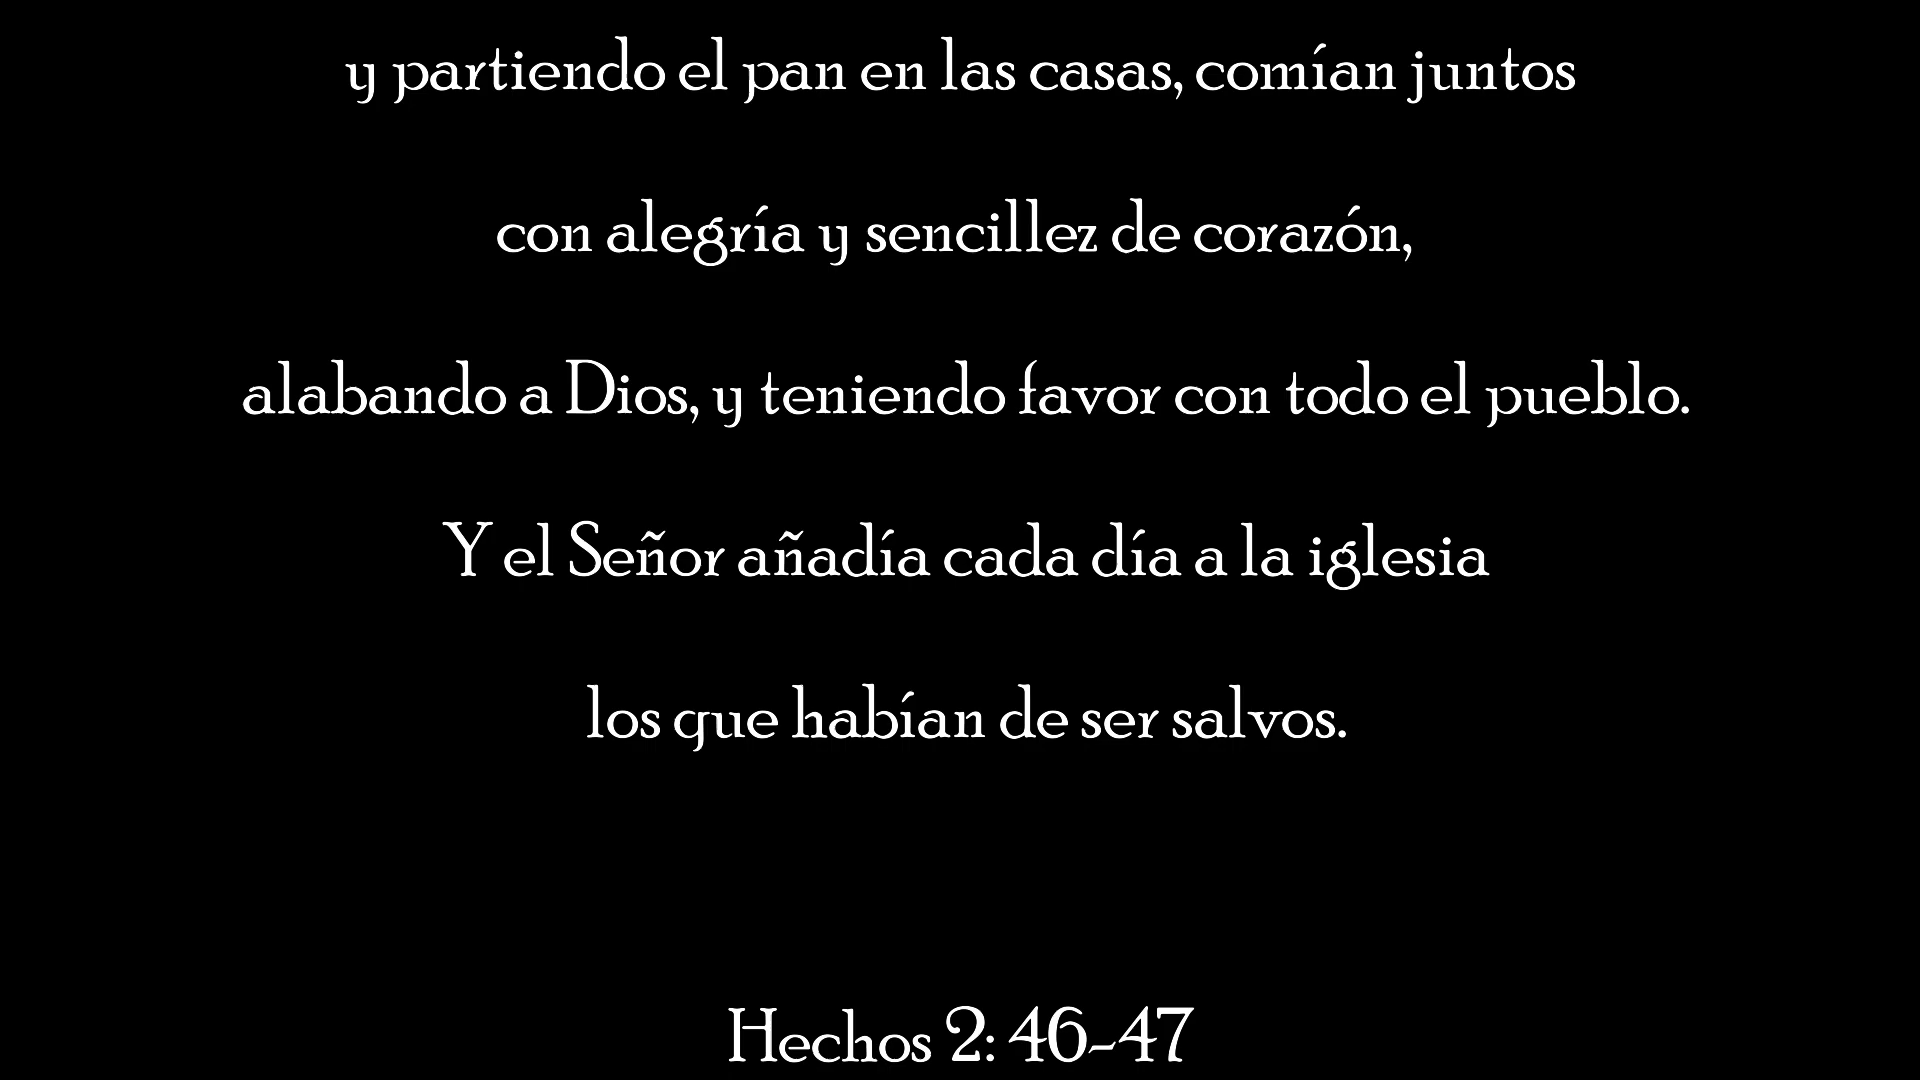 y partiendo el pan en las casas, comían juntos
con alegría y sencillez de corazón,
alabando a Dios, y teniendo favor con todo el pueblo.
Y el Señor añadía cada día a la iglesia
los que habían de ser salvos.
Hechos 2: 46-47